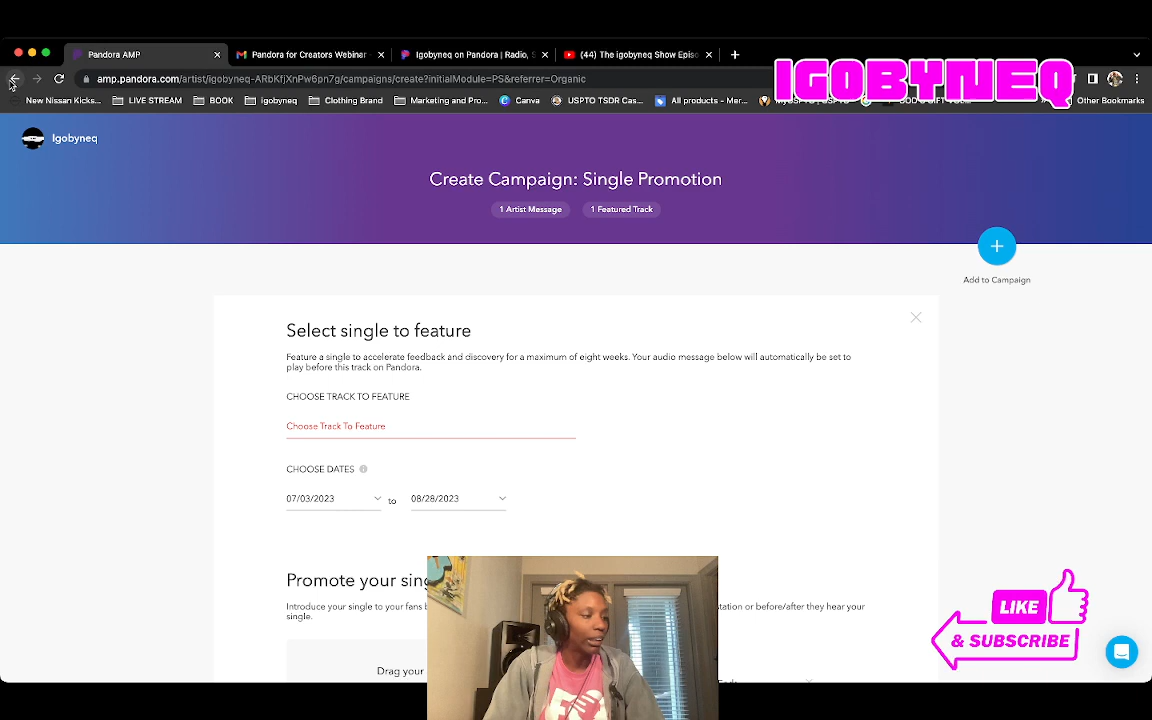 Pandora AMP
Pandora for Creators Webinar
Igobyneq on Pandora | Radio, S
(44) The igobyneq Show Episo
amp.pandora.com/artist/igobyneq-ARbKfjXnPw6pn7g/campaigns/create?initialModule=PS&referrer=Organic
IGOBYNEQ
New Nissan Kicks...
LIVE STREAM
BOOK
igobyneq
Clothing Brand
Marketing and Pro...
Canva
USPTO TSDR Cas...
All products - Mer...
Other Bookmarks
Igobyneq
Create Campaign: Single Promotion
1 Artist Message
1 Featured Track
Add to Campaign
Select single to feature
Feature a single to accelerate feedback and discovery for a maximum of eight weeks. Your audio message below will automatically be set to
play before this track on Pandora.
CHOOSE TRACK TO FEATURE
Choose Track To Feature
CHOOSE DATES
07/03/2023 to 08/28/2023
Promote your sing
Introduce your single to your fans b
station or before/after they hear your
single.
Drag your
LIKE
& SUBSCRIBE